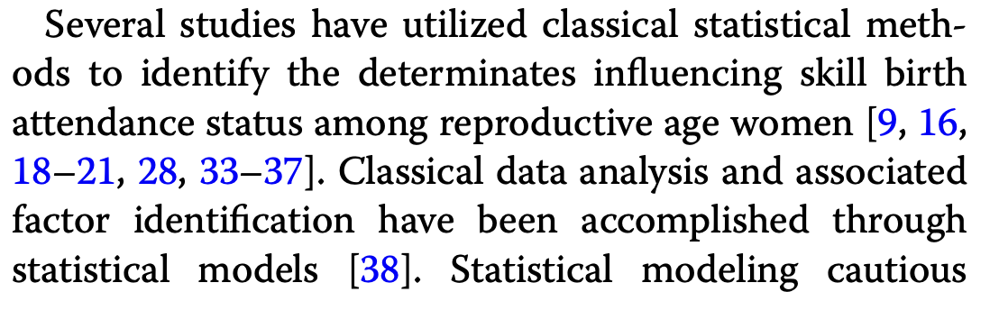 Several studies have utilized classical statistical meth-
ods to identify the determinates influencing skill birth
attendance status among reproductive age women [9, 16,
18–21, 28, 33–37]. Classical data analysis and associated
factor identification have been accomplished through
statistical models [38]. Statistical modeling cautious